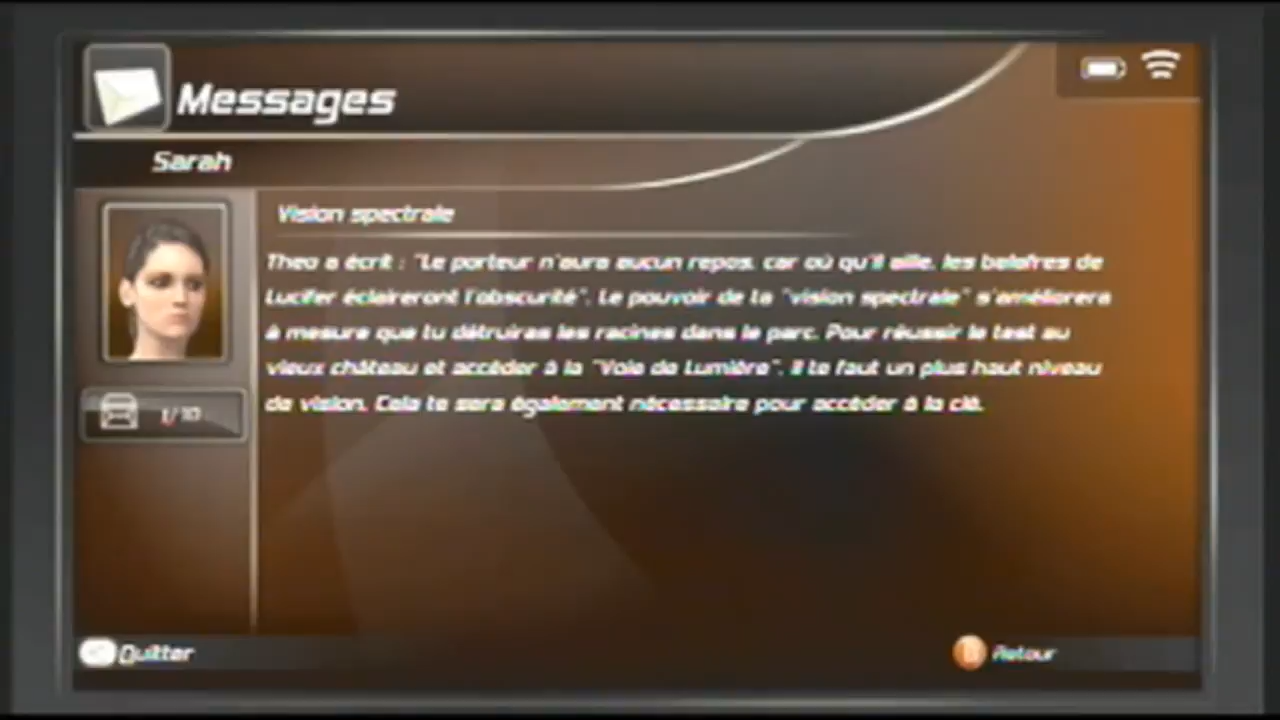 Messages
Sarah
Vision spectrale
Theo a écrit : "Le porteur n'aura aucun repos, car où qu'il aille, les balafres de
Lucifer éclaireront l'obscurité". Le pouvoir de la "vision spectrale" s'améliorera
à mesure que tu détruiras les racines dans le parc. Pour réussir le test au
vieux château et accéder à la "Voie de Lumière", il te faut un plus haut niveau
de vision. Cela te sera également nécessaire pour accéder à la clé.
1/10
Quitter
B Retour